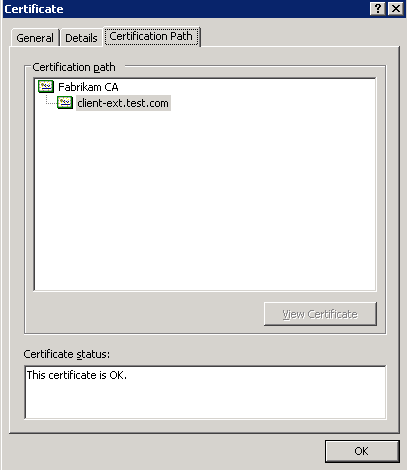 Certificate
General
Details
Certification Path
Certification path
Fabrikam CA
client-ext.test.com
View Certificate
Certificate status:
This certificate is OK.
OK